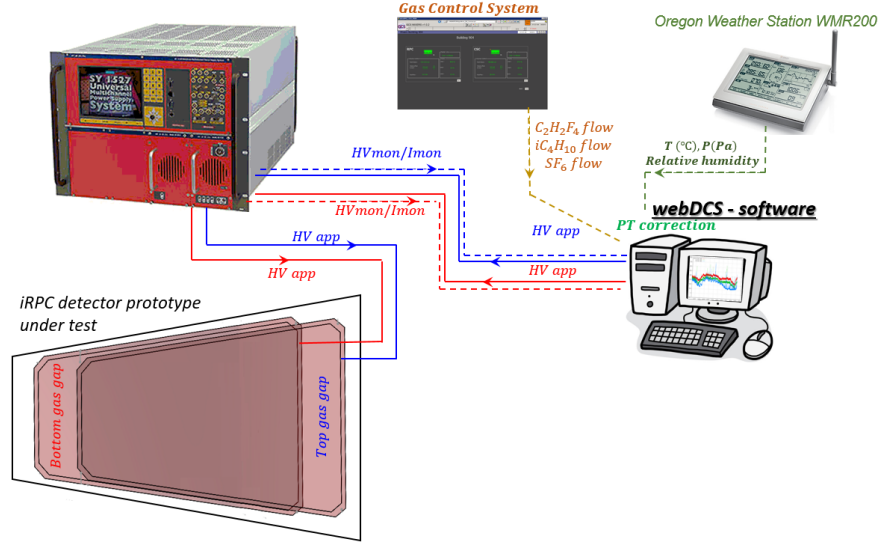 Gas Control System
Oregon Weather Station WMR200
SY 1527
Universal
MultiChannel
PowerSupply
System
C₂H₂F₄ flow
iC₄H₁₀ flow
SF₆ flow
T (℃), P(Pa)
Relative humidity
HVmon/Imon
HVmon/Imon
webDCS - software
PT correction
HV app
HV app
HV app
HV app
iRPC detector prototype
under test
Bottom gas gap
Top gas gap